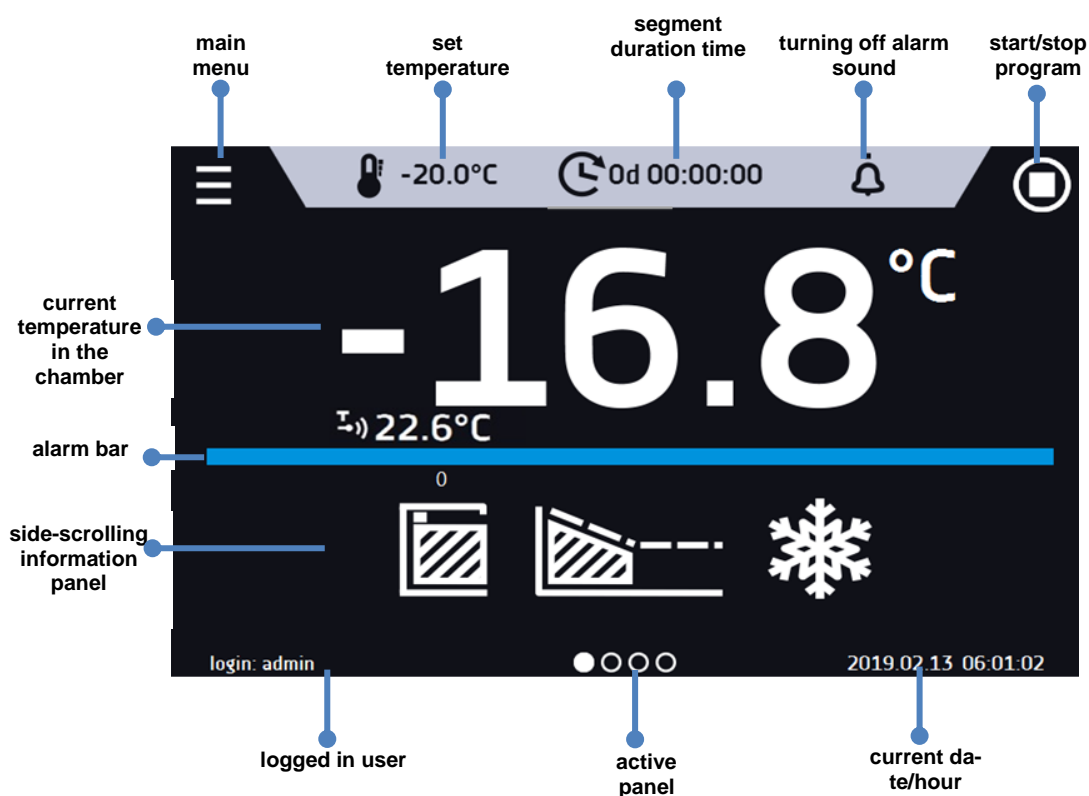 main
menu
set
temperature
segment
duration time
turning off alarm
sound
start/stop
program
-20.0°C
0d 00:00:00
-16.8°C
current
temperature
in the
chamber
22.6°C
alarm bar
0
side-scrolling
information
panel
login: admin
2019.02.13 06:01:02
logged in user
active
panel
current da-
te/hour